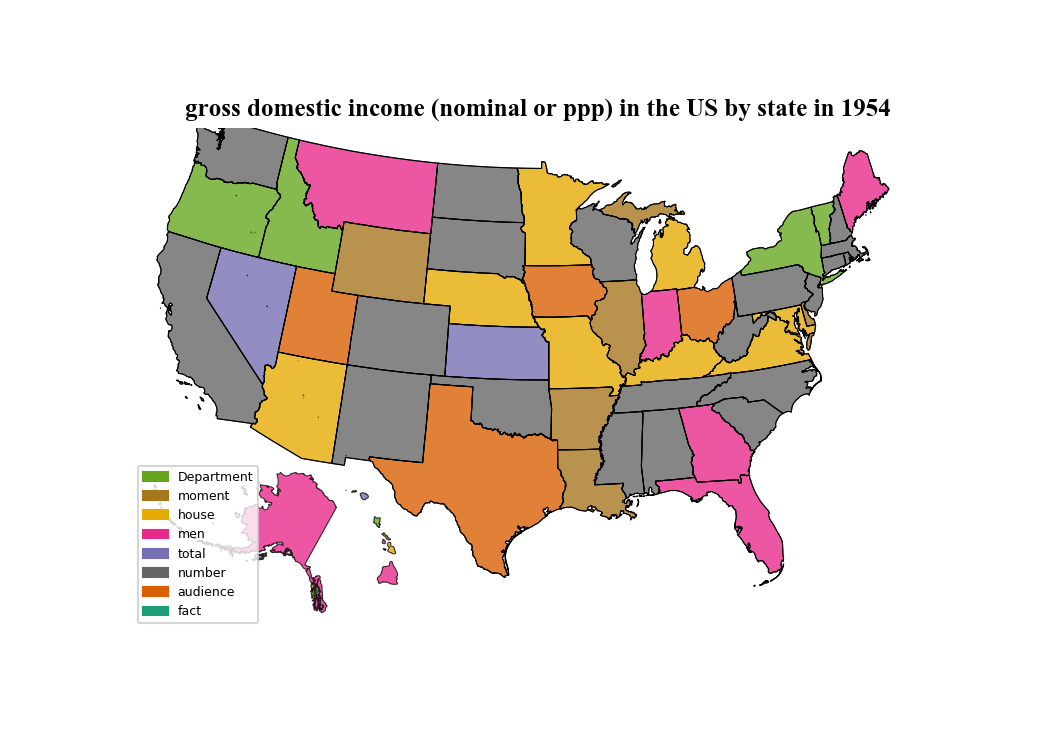 gross domestic income (nominal or ppp) in the US by state in 1954
Department
moment
house
men
total
number
audience
fact